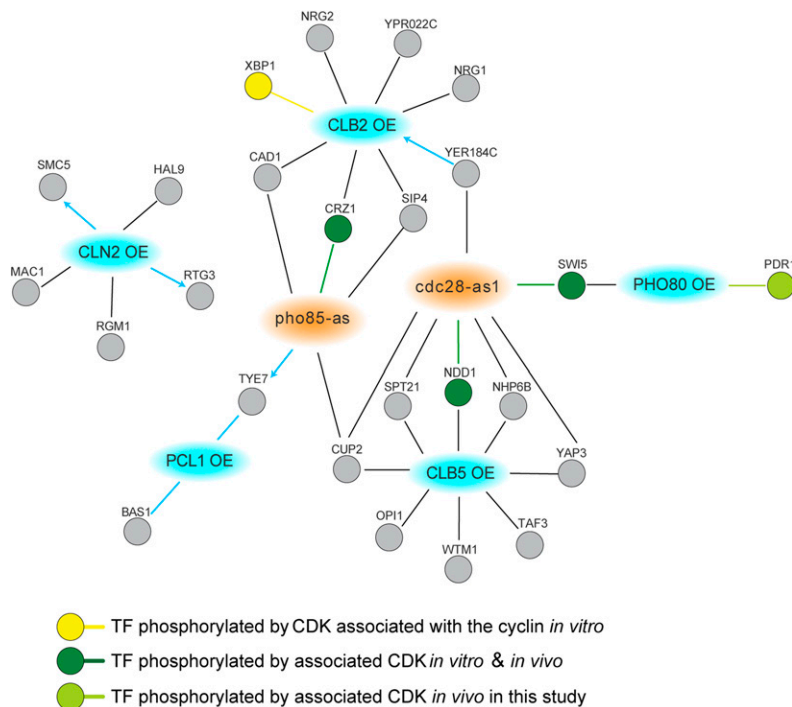 NRG2
YPR022C
XBP1
NRG1
CLB2 OE
CAD1
YER184C
SMC5
HAL9
CRZ1
SIP4
CLN2 OE
MAC1
RTG3
SWI5
PHO80 OE
PDR1
cdc28-as1
pho85-as
RGM1
TYE7
SPT21
NDD1
NHP6B
PCL1 OE
CUP2
CLB5 OE
YAP3
BAS1
OPI1
WTM1
TAF3
TF phosphorylated by CDK associated with the cyclin in vitro
TF phosphorylated by associated CDK in vitro & in vivo
TF phosphorylated by associated CDK in vivo in this study